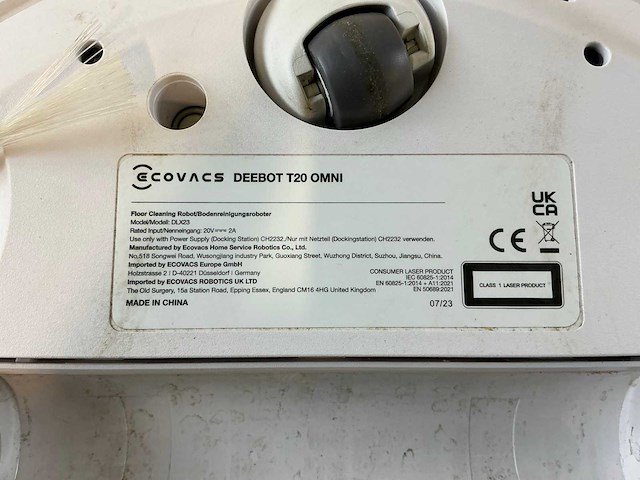 ECOVACS DEEBOT T20 OMNI
Floor Cleaning Robot/Bodenreinigungsroboter
Model/Modell: DLX23
Rated Input/Nenneingang: 20V⎓ 2A
Use only with Power Supply (Docking Station) CH2232./Nur mit Netzteil (Dockingstation) CH2232 verwenden.
Manufactured by Ecovacs Home Service Robotics Co., Ltd.
No.518 Songwei Road, Wusongjiang Industry Park, Guoxiang Street, Wuzhong District, Suzhou, Jiangsu, China.
Imported by ECOVACS Europe GmbH
Holzstrasse 2 | D-40221 Düsseldorf | Germany
Imported by ECOVACS ROBOTICS UK LTD
The Old Surgery, 15a Station Road, Epping Essex, England CM16 4HG United Kingdom
MADE IN CHINA
UK
CA
CE
CONSUMER LASER PRODUCT
IEC 60825-1:2014
EN 60825-1:2014 + A11:2021
EN 50689:2021
07/23
CLASS 1 LASER PRODUCT